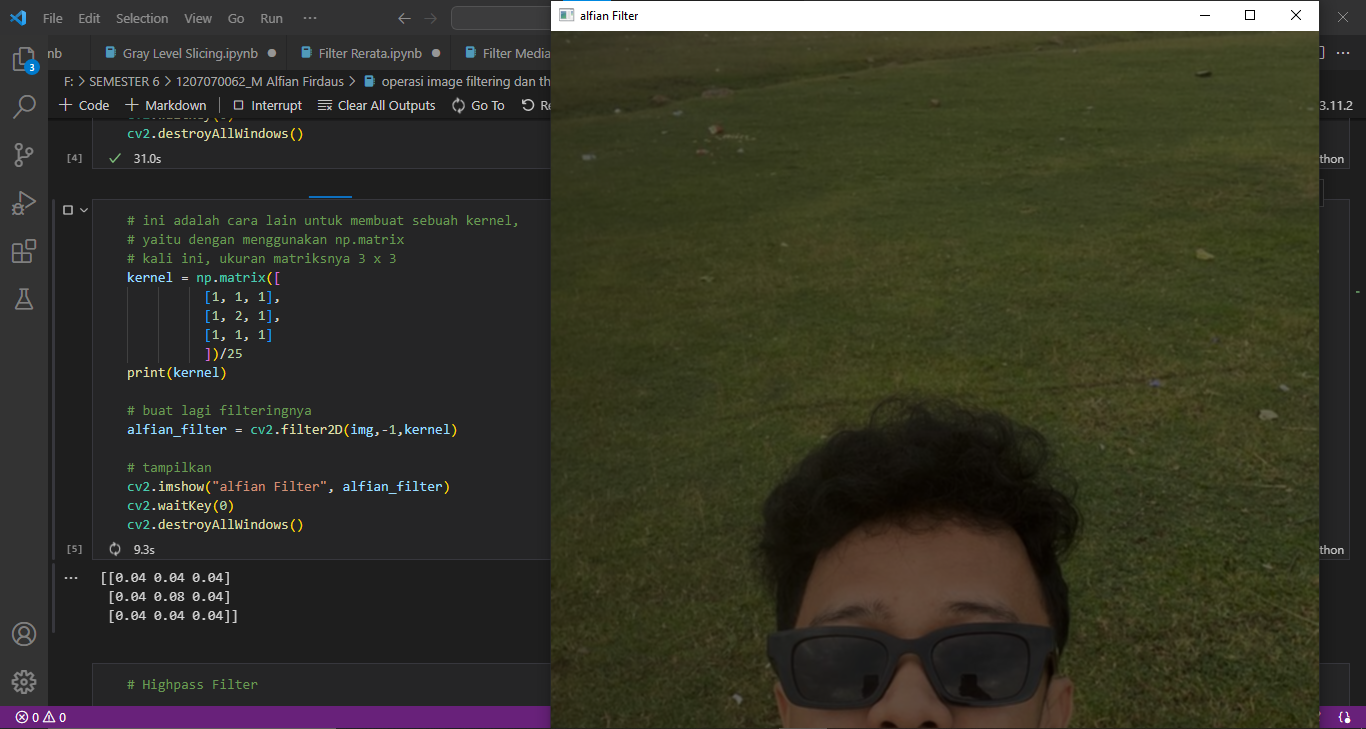 File Edit Selection View Go Run ···
alfian Filter
nb Gray Level Slicing.ipynb Filter Rerata.ipynb Filter Media
F: > SEMESTER 6 > 1207070062_M Alfian Firdaus > operasi image filtering dan th
+ Code + Markdown Interrupt Clear All Outputs Go To Re
3.11.2
3
cv2.destroyAllWindows()
[4] 31.0s
thon
# ini adalah cara lain untuk membuat sebuah kernel,
# yaitu dengan menggunakan np.matrix
# kali ini, ukuran matriksnya 3 x 3
kernel = np.matrix([
[1, 1, 1],
[1, 2, 1],
[1, 1, 1]
])/25
print(kernel)
# buat lagi filteringnya
alfian_filter = cv2.filter2D(img,-1,kernel)
# tampilkan
cv2.imshow("alfian Filter", alfian_filter)
cv2.waitKey(0)
cv2.destroyAllWindows()
[5] 9.3s
thon
[[0.04 0.04 0.04]
[0.04 0.08 0.04]
[0.04 0.04 0.04]]
# Highpass Filter
0 0